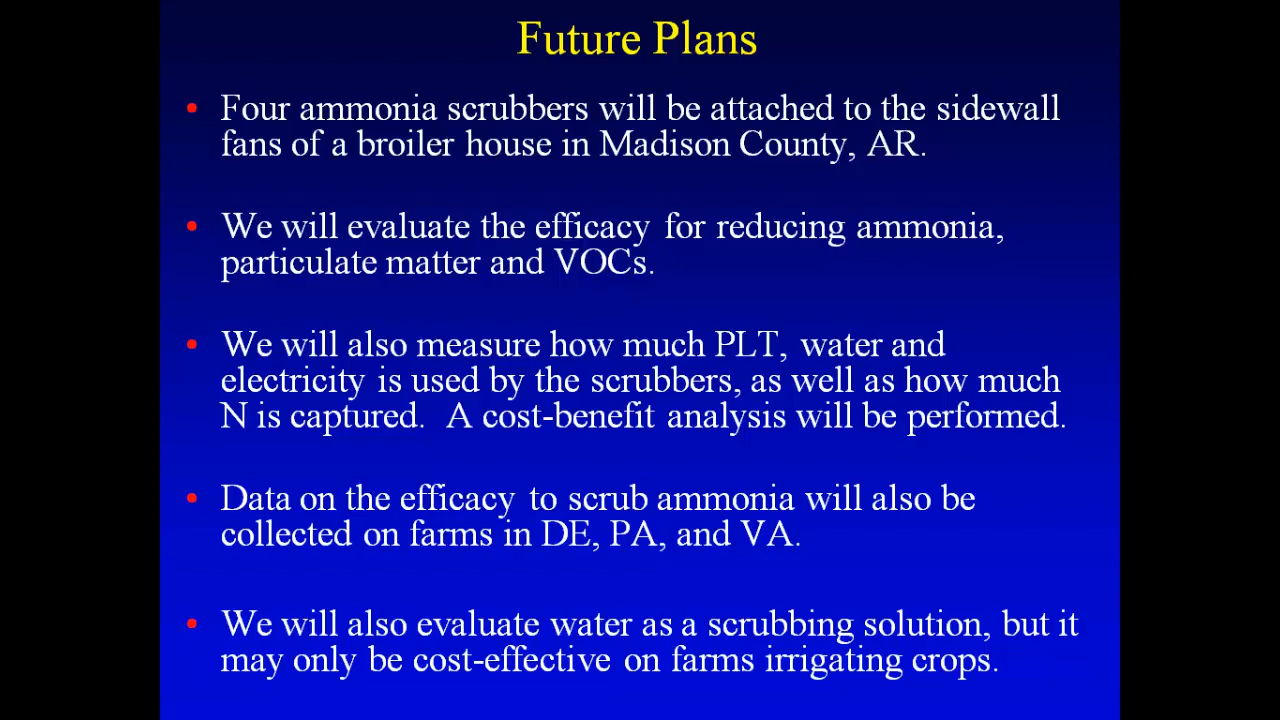 Future Plans
• Four ammonia scrubbers will be attached to the sidewall
fans of a broiler house in Madison County, AR.
• We will evaluate the efficacy for reducing ammonia,
particulate matter and VOCs.
• We will also measure how much PLT, water and
electricity is used by the scrubbers, as well as how much
N is captured.  A cost-benefit analysis will be performed.
• Data on the efficacy to scrub ammonia will also be
collected on farms in DE, PA, and VA.
• We will also evaluate water as a scrubbing solution, but it
may only be cost-effective on farms irrigating crops.